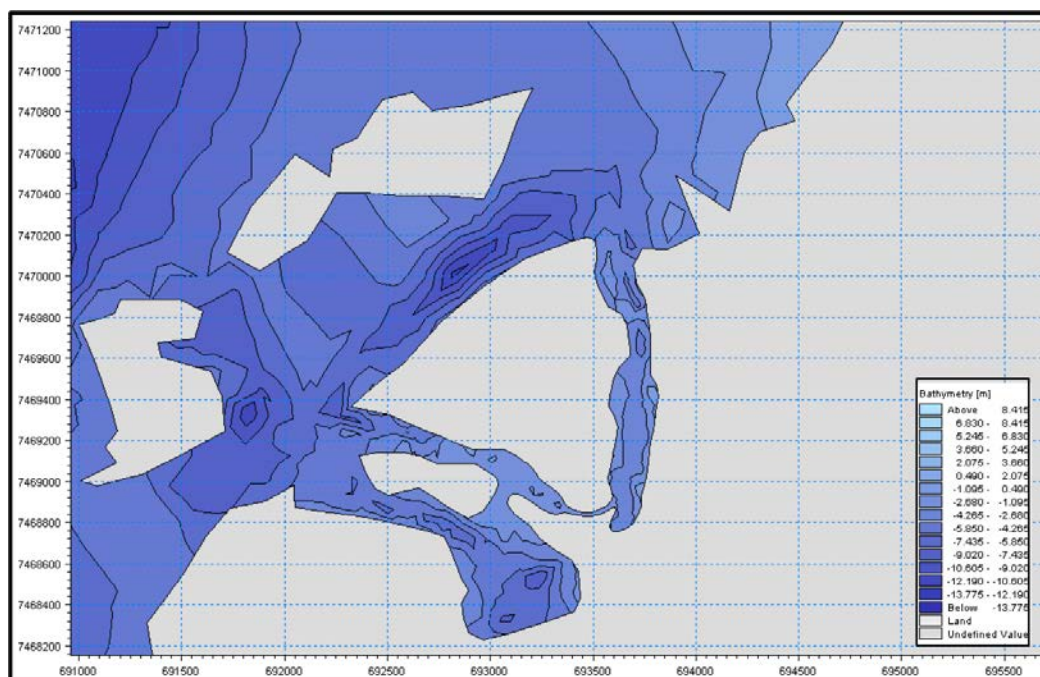 7471200
7471000
7470800
7470600
7470400
7470200
7470000
7469800
7469600
7469400
7469200
7469000
7468800
7468600
7468400
7468200
691000 691500 692000 692500 693000 693500 694000 694500 695000 695500
Bathymetry [m]
Above 8.415
6.830 - 8.415
5.245 - 6.830
3.660 - 5.245
2.075 - 3.660
0.490 - 2.075
-1.095 - 0.490
-2.680 - -1.095
-4.265 - -2.680
-5.850 - -4.265
-7.435 - -5.850
-9.020 - -7.435
-10.605 - -9.020
-12.190 - -10.605
-13.775 - -12.190
Below -13.775
Land
Undefined Value